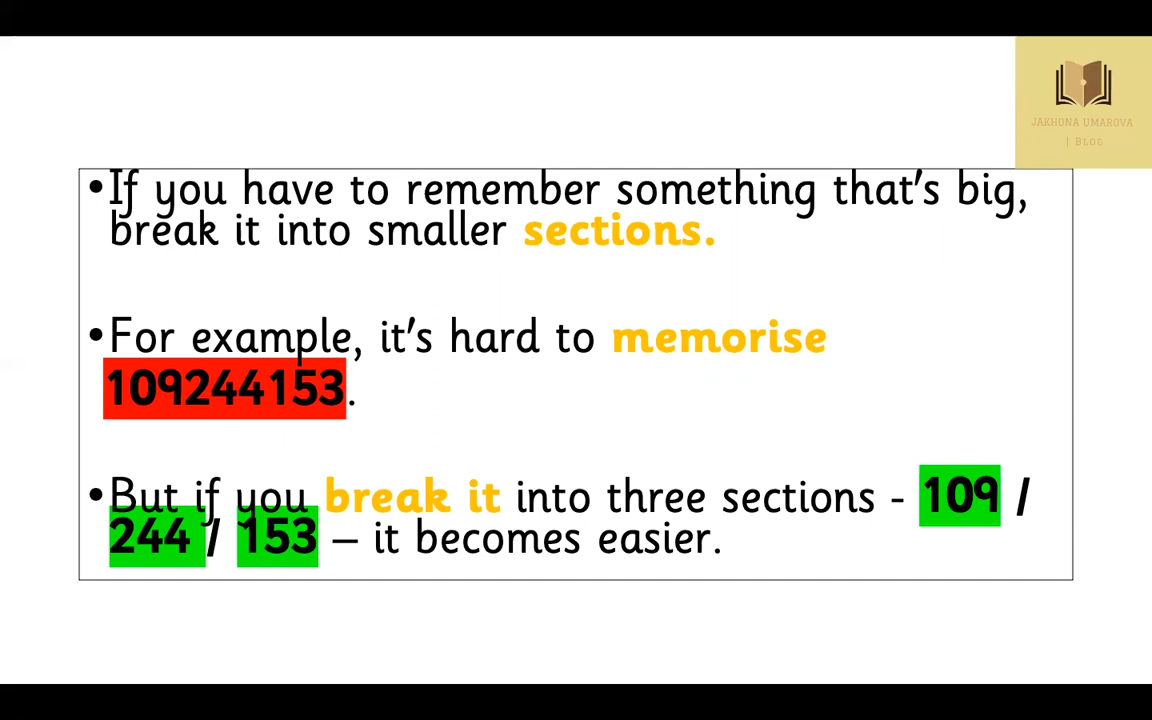 JAKHONA UMAROVA
| BLOG
•If you have to remember something that's big,
break it into smaller sections.
•For example, it's hard to memorise
109244153.
•But if you break it into three sections - 109 /
244 / 153 – it becomes easier.